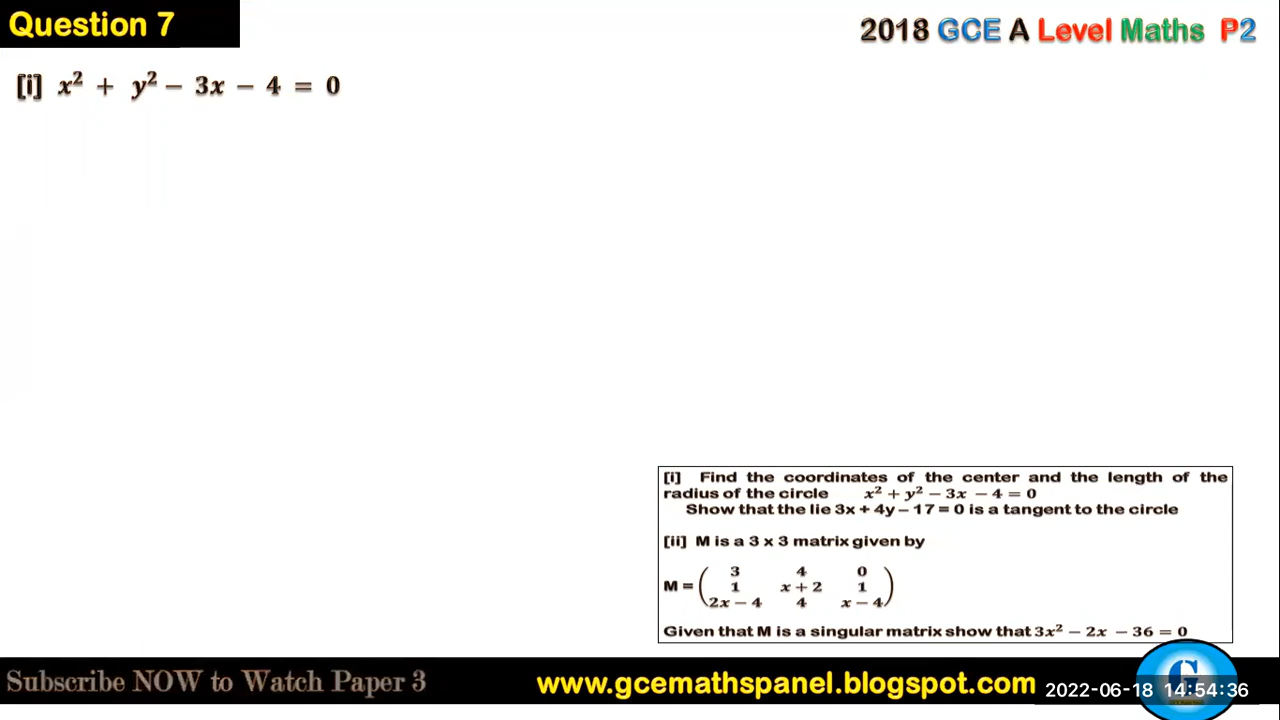 Question 7
2018 GCE A Level Maths P2
[i] x² + y² − 3x − 4 = 0
[i] Find the coordinates of the center and the length of the
radius of the circle x² + y² − 3x − 4 = 0
Show that the lie 3x + 4y − 17 = 0 is a tangent to the circle
[ii] M is a 3 x 3 matrix given by
3 4 0
M = ( 1 x + 2 1 )
2x − 4 4 x − 4
Given that M is a singular matrix show that 3x² − 2x − 36 = 0
Subscribe NOW to Watch Paper 3
www.gcemathspanel.blogspot.com
G
2022-06-18 14:54:36